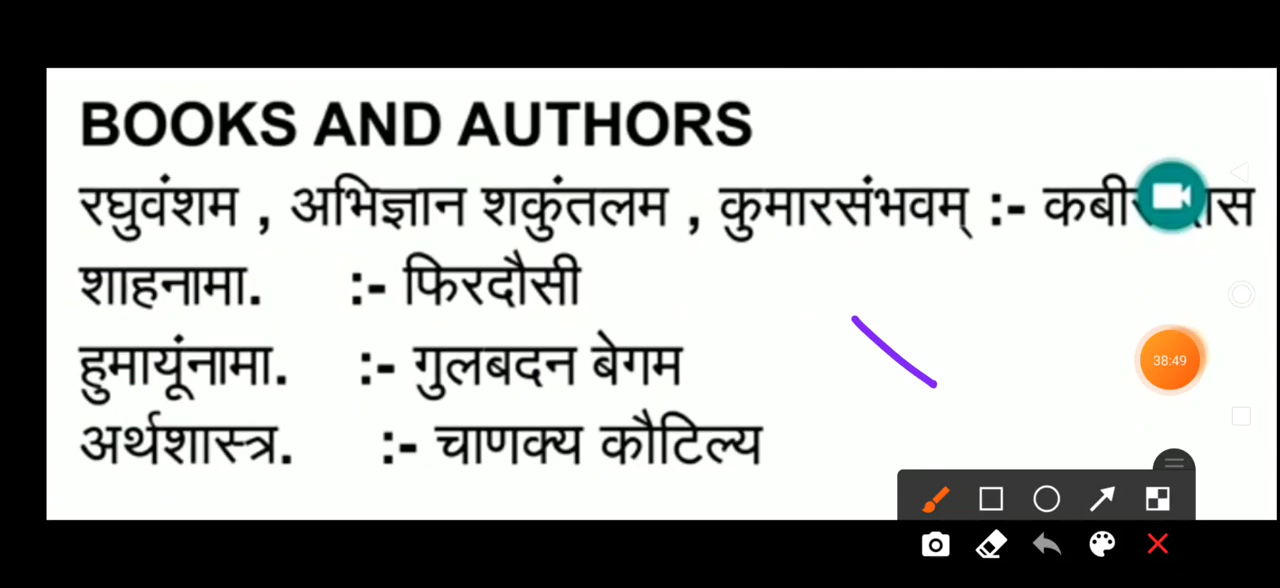 BOOKS AND AUTHORS
रघुवंशम , अभिज्ञान शकुंतलम , कुमारसंभवम् :-
शाहनामा. :- फिरदौसी
हुमायूंनामा. :- गुलबदन बेगम
38:49
अर्थशास्त्र. :- चाणक्य कौटिल्य